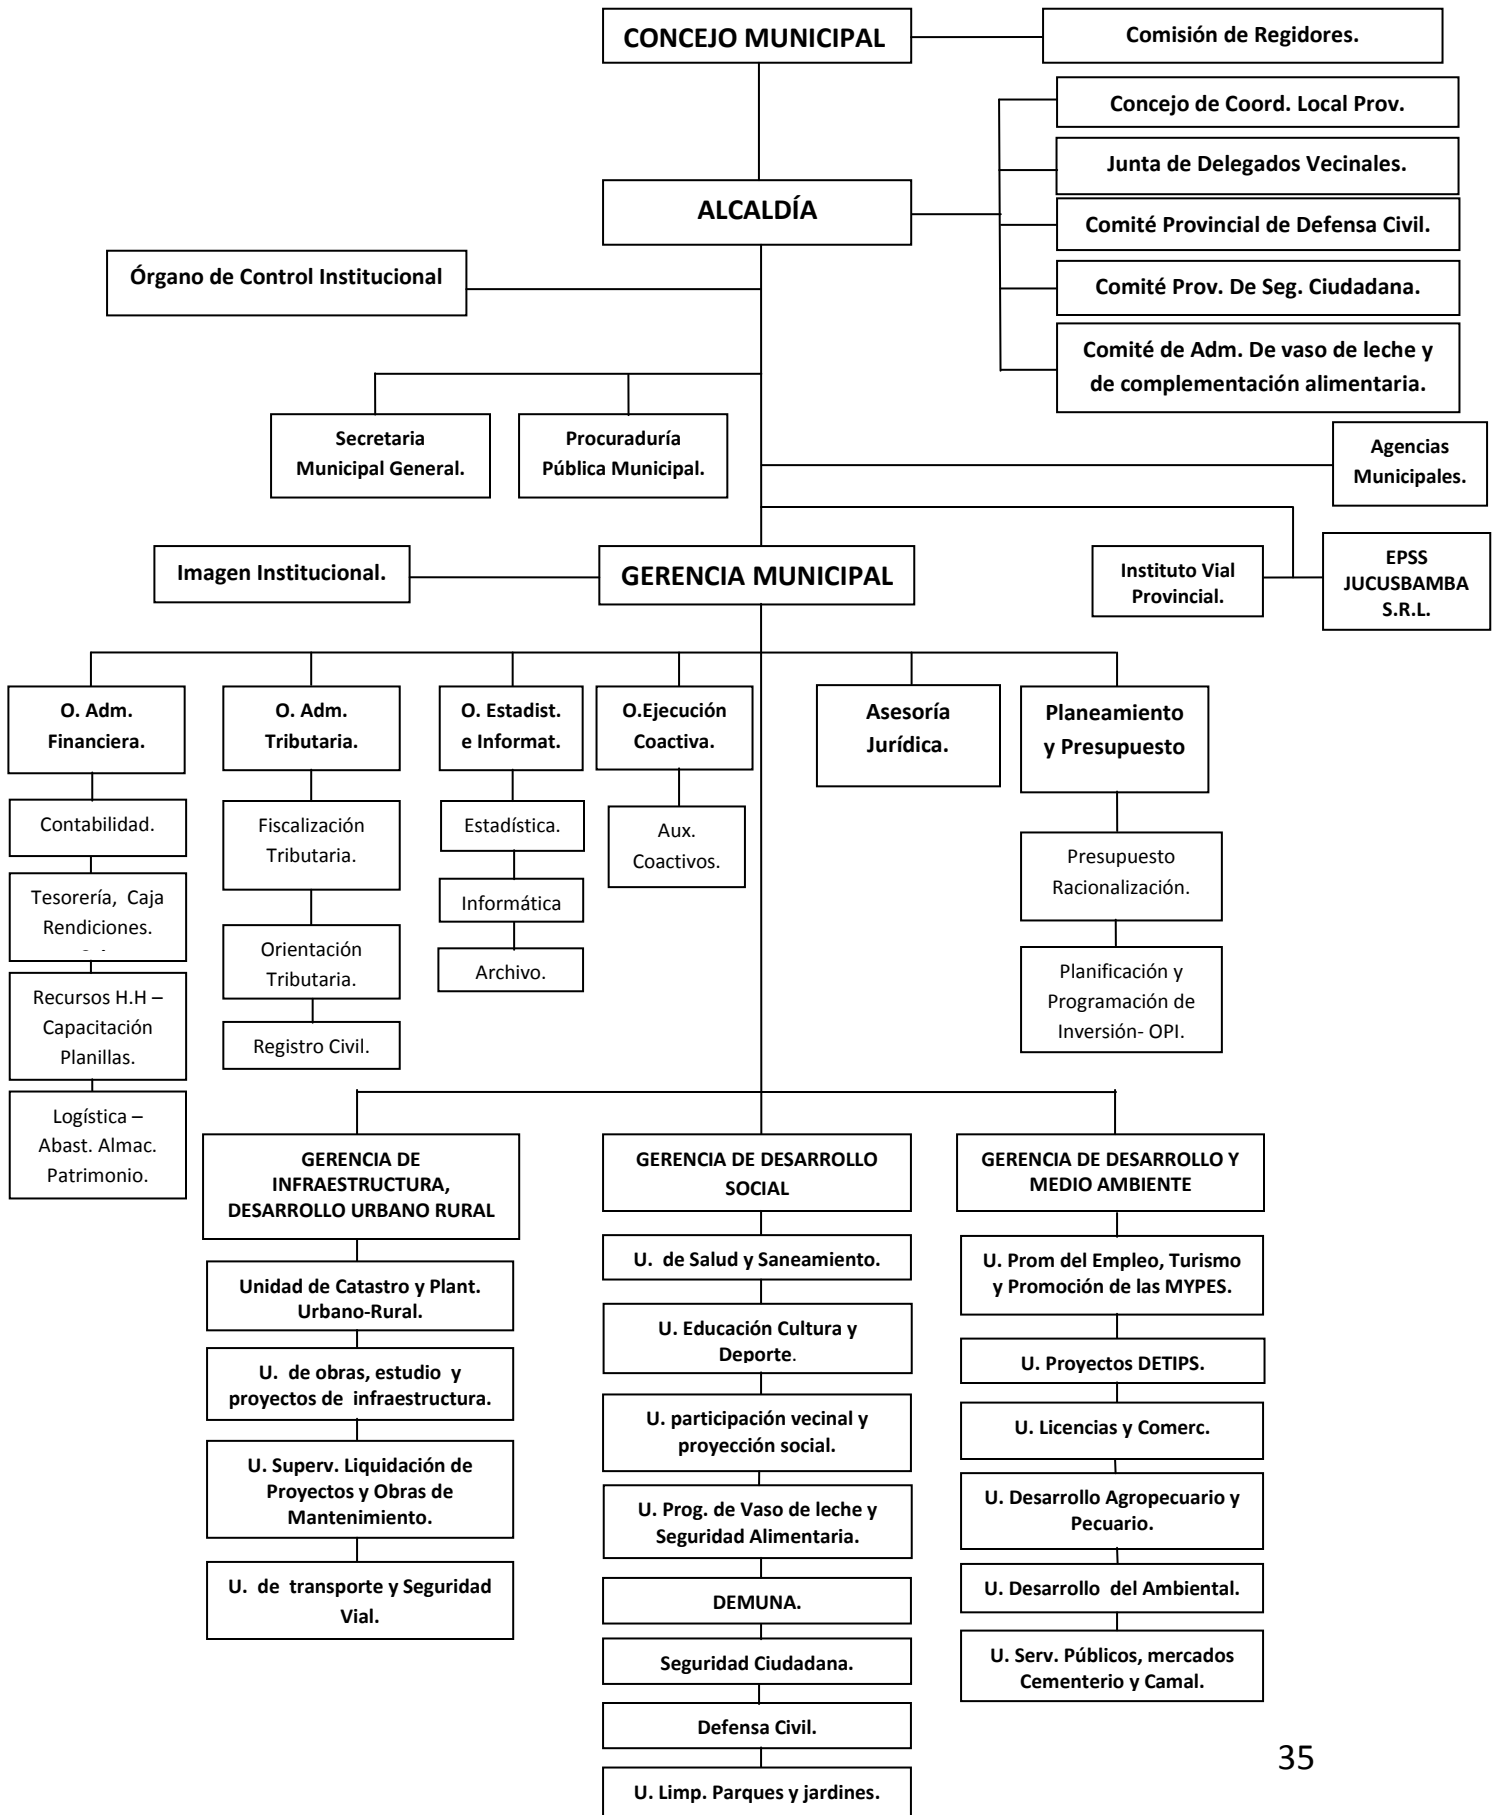 CONCEJO MUNICIPAL
Comisión de Regidores.
Concejo de Coord. Local Prov.
Junta de Delegados Vecinales.
ALCALDÍA
Comité Provincial de Defensa Civil.
Órgano de Control Institucional
Comité Prov. De Seg. Ciudadana.
Comité de Adm. De vaso de leche y
de complementación alimentaria.
Secretaria
Municipal General.
Procuraduría
Pública Municipal.
Agencias
Municipales.
Imagen Institucional.
GERENCIA MUNICIPAL
Instituto Vial
Provincial.
EPSS
JUCUSBAMBA
S.R.L.
O. Adm.
Financiera.
O. Adm.
Tributaria.
O. Estadist.
e Informat.
O.Ejecución
Coactiva.
Asesoría
Jurídica.
Planeamiento
y Presupuesto
Contabilidad.
Tesorería, Caja
Rendiciones.
Recursos H.H –
Capacitación
Planillas.
Logística –
Abast. Almac.
Patrimonio.
Fiscalización
Tributaria.
Orientación
Tributaria.
Registro Civil.
Estadística.
Informática
Archivo.
Aux.
Coactivos.
Presupuesto
Racionalización.
Planificación y
Programación de
Inversión- OPI.
GERENCIA DE
INFRAESTRUCTURA,
DESARROLLO URBANO RURAL
Unidad de Catastro y Plant.
Urbano-Rural.
U. de obras, estudio y
proyectos de infraestructura.
U. Superv. Liquidación de
Proyectos y Obras de
Mantenimiento.
U. de transporte y Seguridad
Vial.
GERENCIA DE DESARROLLO
SOCIAL
U. de Salud y Saneamiento.
U. Educación Cultura y
Deporte.
U. participación vecinal y
proyección social.
U. Prog. de Vaso de leche y
Seguridad Alimentaria.
DEMUNA.
Seguridad Ciudadana.
Defensa Civil.
U. Limp. Parques y jardines.
GERENCIA DE DESARROLLO Y
MEDIO AMBIENTE
U. Prom del Empleo, Turismo
y Promoción de las MYPES.
U. Proyectos DETIPS.
U. Licencias y Comerc.
U. Desarrollo Agropecuario y
Pecuario.
U. Desarrollo del Ambiental.
U. Serv. Públicos, mercados
Cementerio y Camal.
35